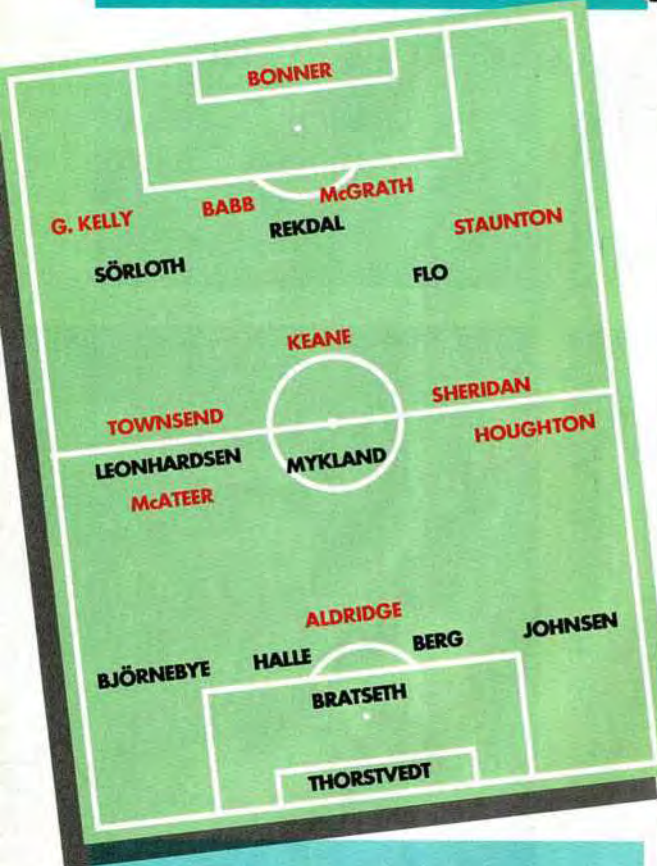 BONNER
G. KELLY
BABB
McGRATH
STAUNTON
SÖRLOTH
REKDAL
FLO
KEANE
TOWNSEND
SHERIDAN
HOUGHTON
LEONHARDSEN
MYKLAND
McATEER
ALDRIDGE
BJÖRNEBYE
HALLE
BERG
JOHNSEN
BRATSETH
THORSTVEDT